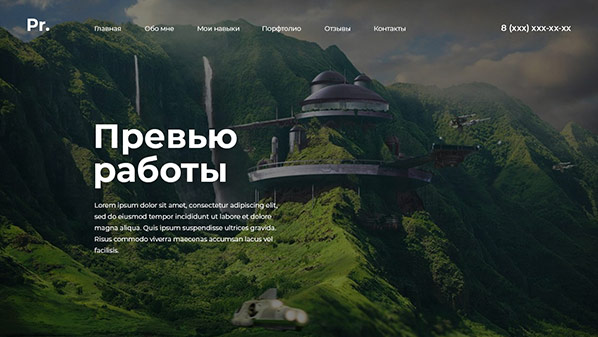 Pr.
Главная
Обо мне
Мои навыки
Порфтолио
Отзывы
Контакты
8 (xxx) xxx-xx-xx
Превью
работы
Lorem ipsum dolor sit amet, consectetur adipiscing elit,
sed do eiusmod tempor incididunt ut labore et dolore
magna aliqua. Quis ipsum suspendisse ultrices gravida.
Risus commodo viverra maecenas accumsan lacus vel
facilisis.